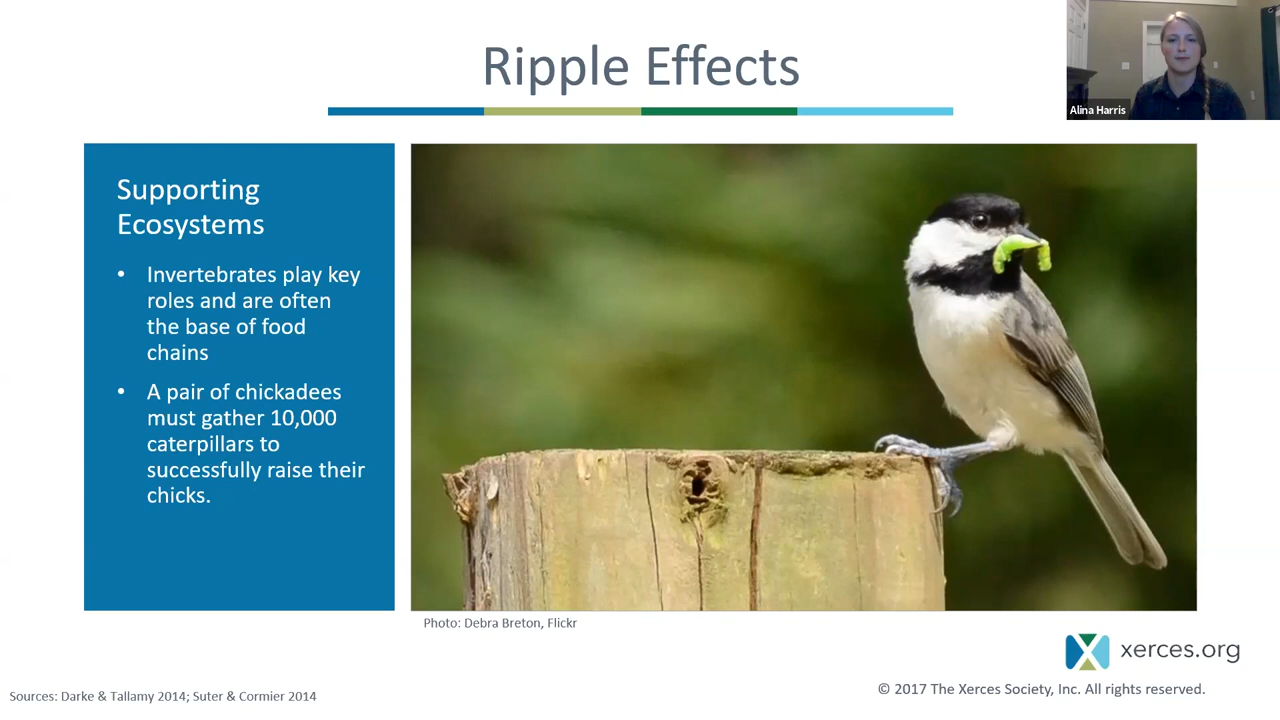 Ripple Effects
Alina Harris
Supporting
Ecosystems
• Invertebrates play key
roles and are often
the base of food
chains
• A pair of chickadees
must gather 10,000
caterpillars to
successfully raise their
chicks.
Photo: Debra Breton, Flickr
xerces.org
© 2017 The Xerces Society, Inc. All rights reserved.
Sources: Darke & Tallamy 2014; Suter & Cormier 2014